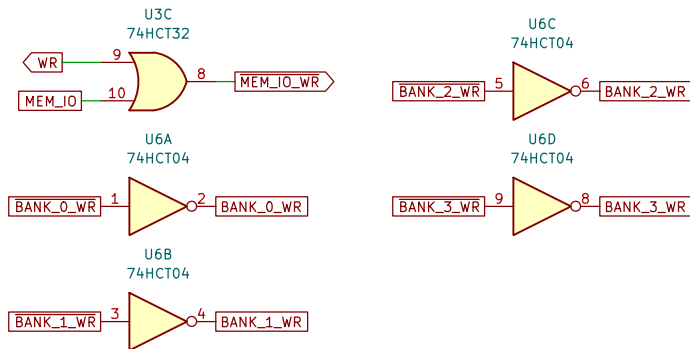 U3C
74HCT32
WR
9
MEM_IO
10
8
MEM_IO_WR
U6C
74HCT04
BANK_2_WR
5
6
BANK_2_WR
U6A
74HCT04
BANK_0_WR
1
2
BANK_0_WR
U6D
74HCT04
BANK_3_WR
9
8
BANK_3_WR
U6B
74HCT04
BANK_1_WR
3
4
BANK_1_WR